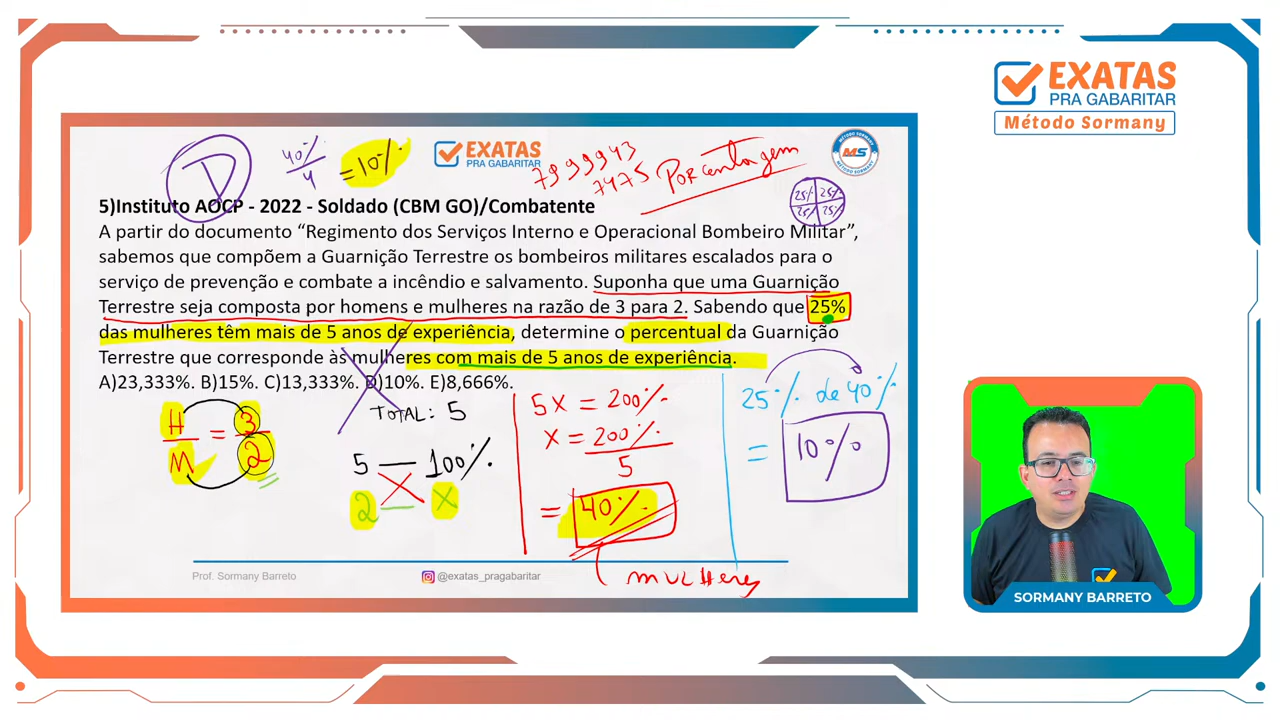 EXATAS
PRA GABARITAR
Método Sormany
D
40%/4 = 10%
EXATAS
PRA GABARITAR
7999943
7475
Porcentagem
MS
25% 25%
25% 25%
5)Instituto AOCP - 2022 - Soldado (CBM GO)/Combatente
A partir do documento “Regimento dos Serviços Interno e Operacional Bombeiro Militar”,
sabemos que compõem a Guarnição Terrestre os bombeiros militares escalados para o
serviço de prevenção e combate a incêndio e salvamento. Suponha que uma Guarnição
Terrestre seja composta por homens e mulheres na razão de 3 para 2. Sabendo que 25%
das mulheres têm mais de 5 anos de experiência, determine o percentual da Guarnição
Terrestre que corresponde às mulheres com mais de 5 anos de experiência.
A)23,333%. B)15%. C)13,333%. D)10%. E)8,666%.
H/M = 3/2
TOTAL: 5
5 — 100%
2 — X
5X = 200%
X = 200%/5
= 40%
mulheres
25% de 40%
= 10%
Prof. Sormany Barreto
@exatas_pragabaritar
SORMANY BARRETO